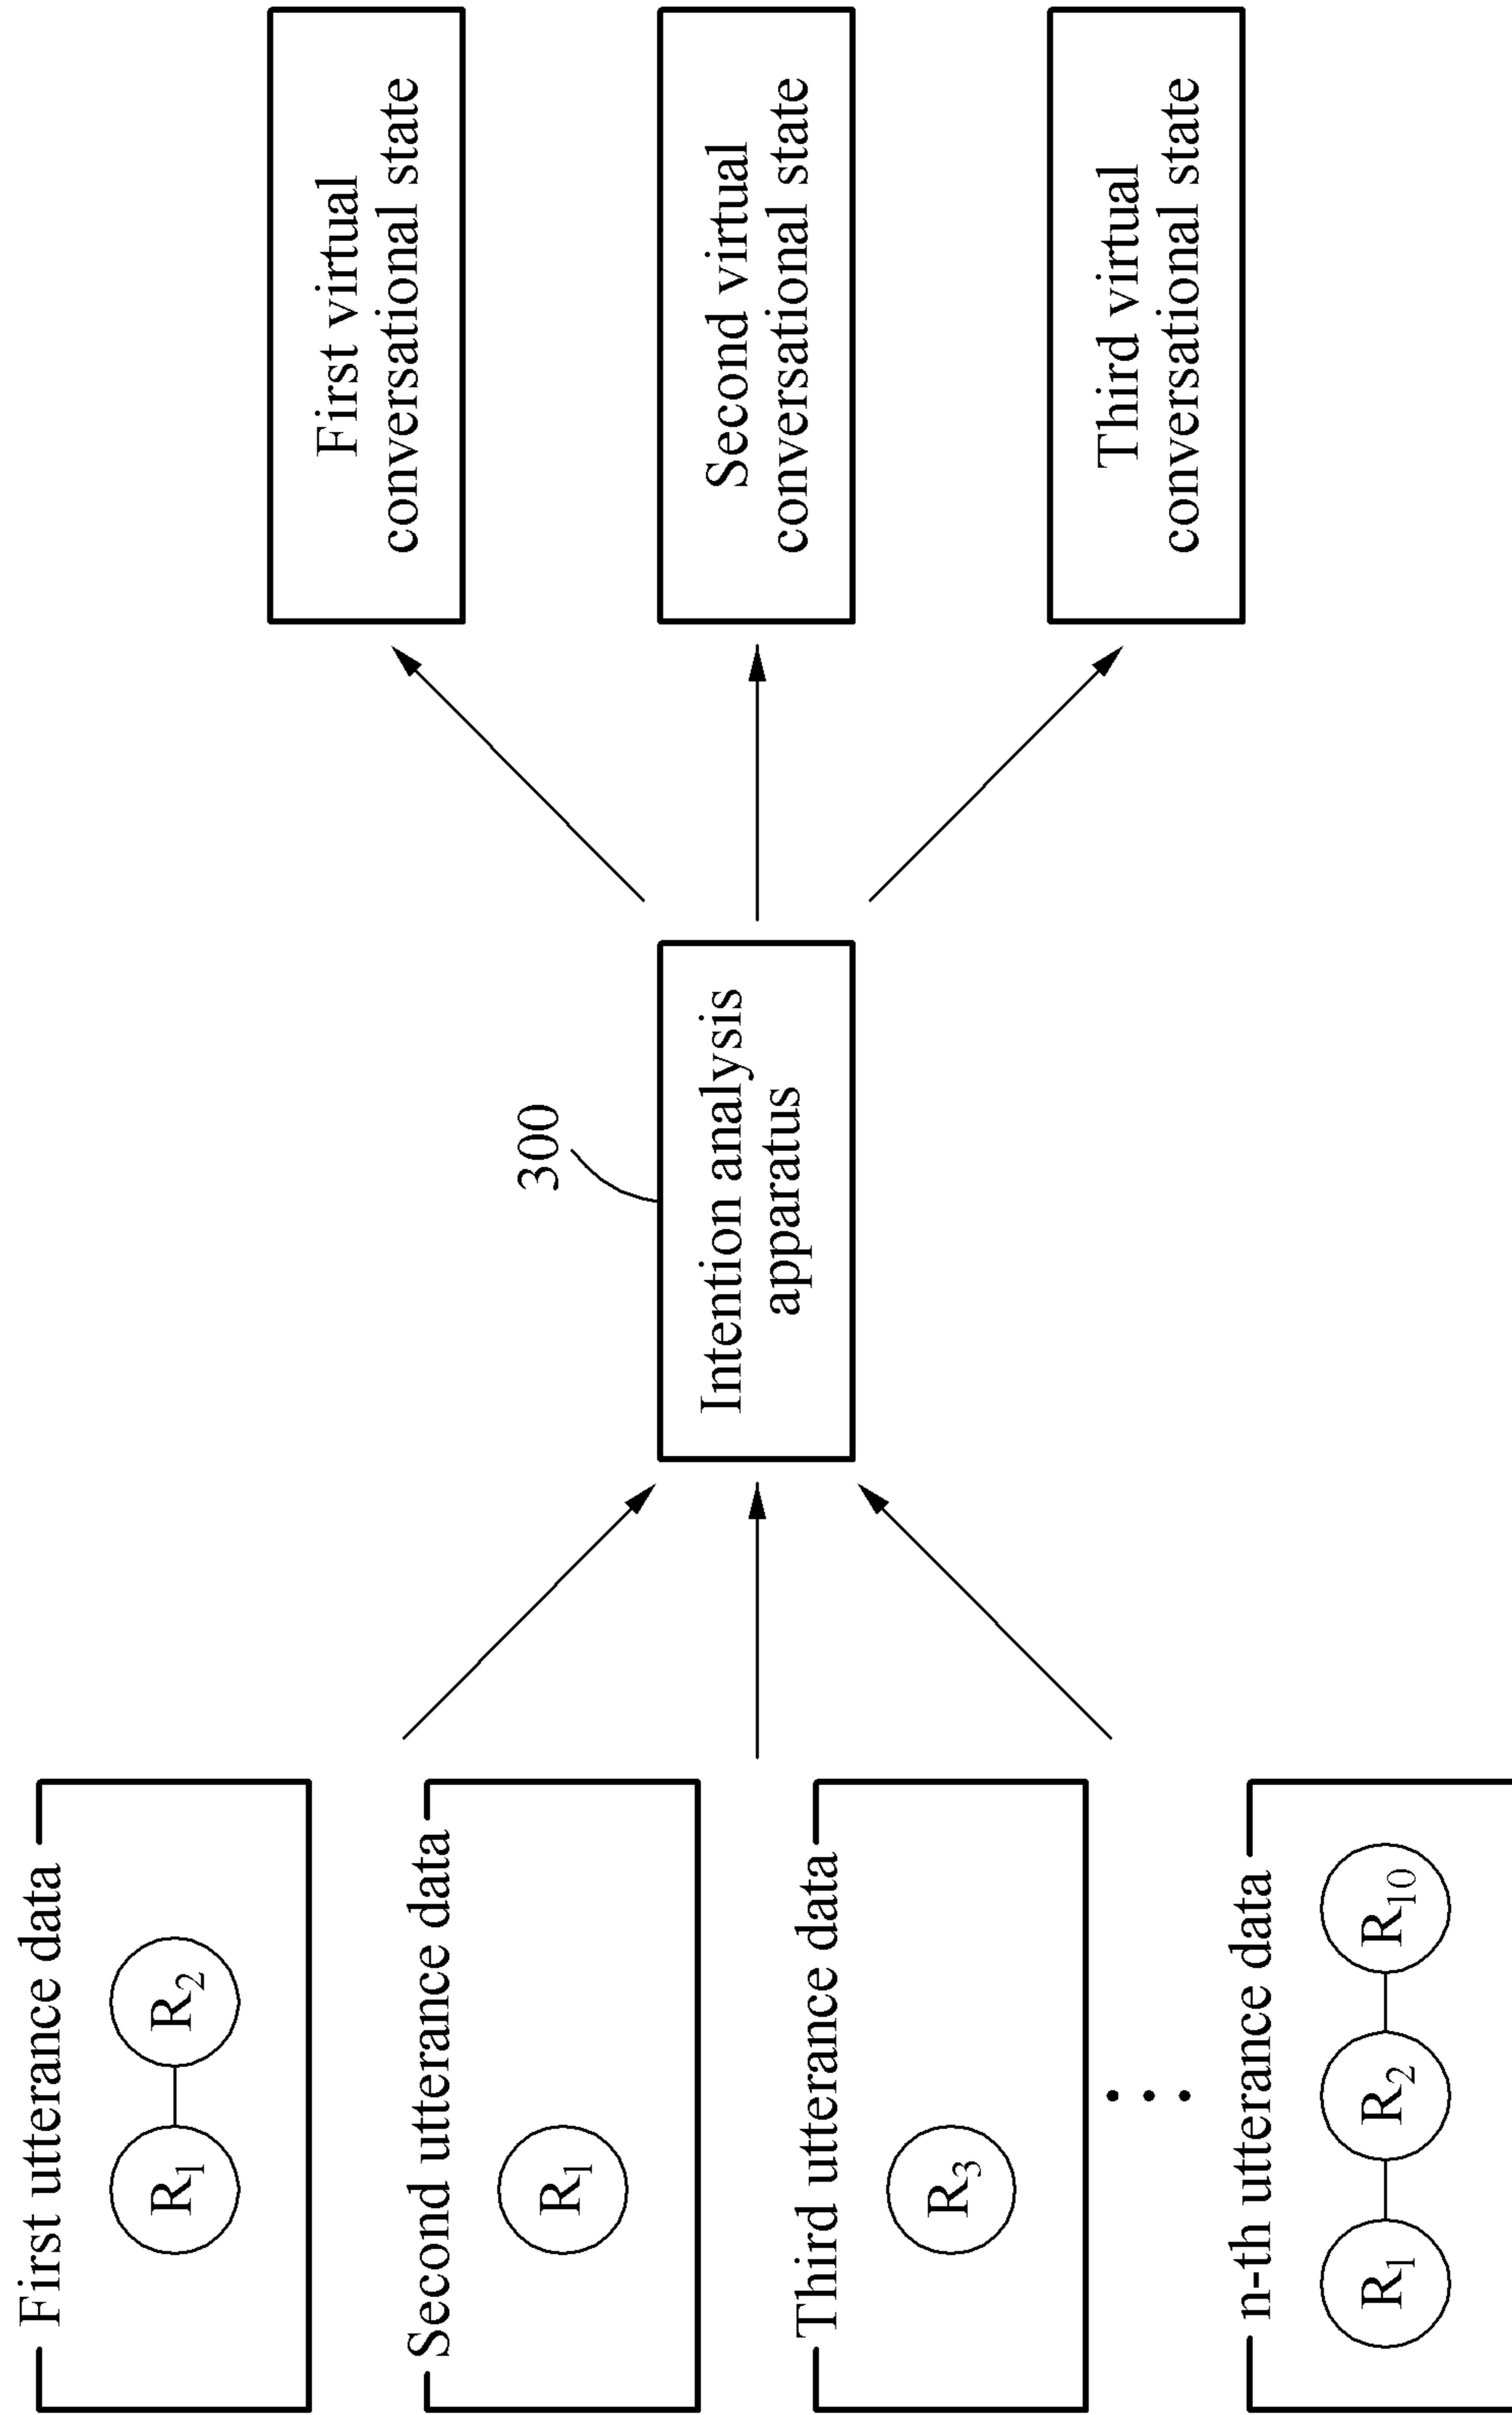 First utterance data
R1
R2
Second utterance data
R1
Third utterance data
R3
n-th utterance data
R1
R2
R10
300
Intention analysis
apparatus
First virtual
conversational state
Second virtual
conversational state
Third virtual
conversational state